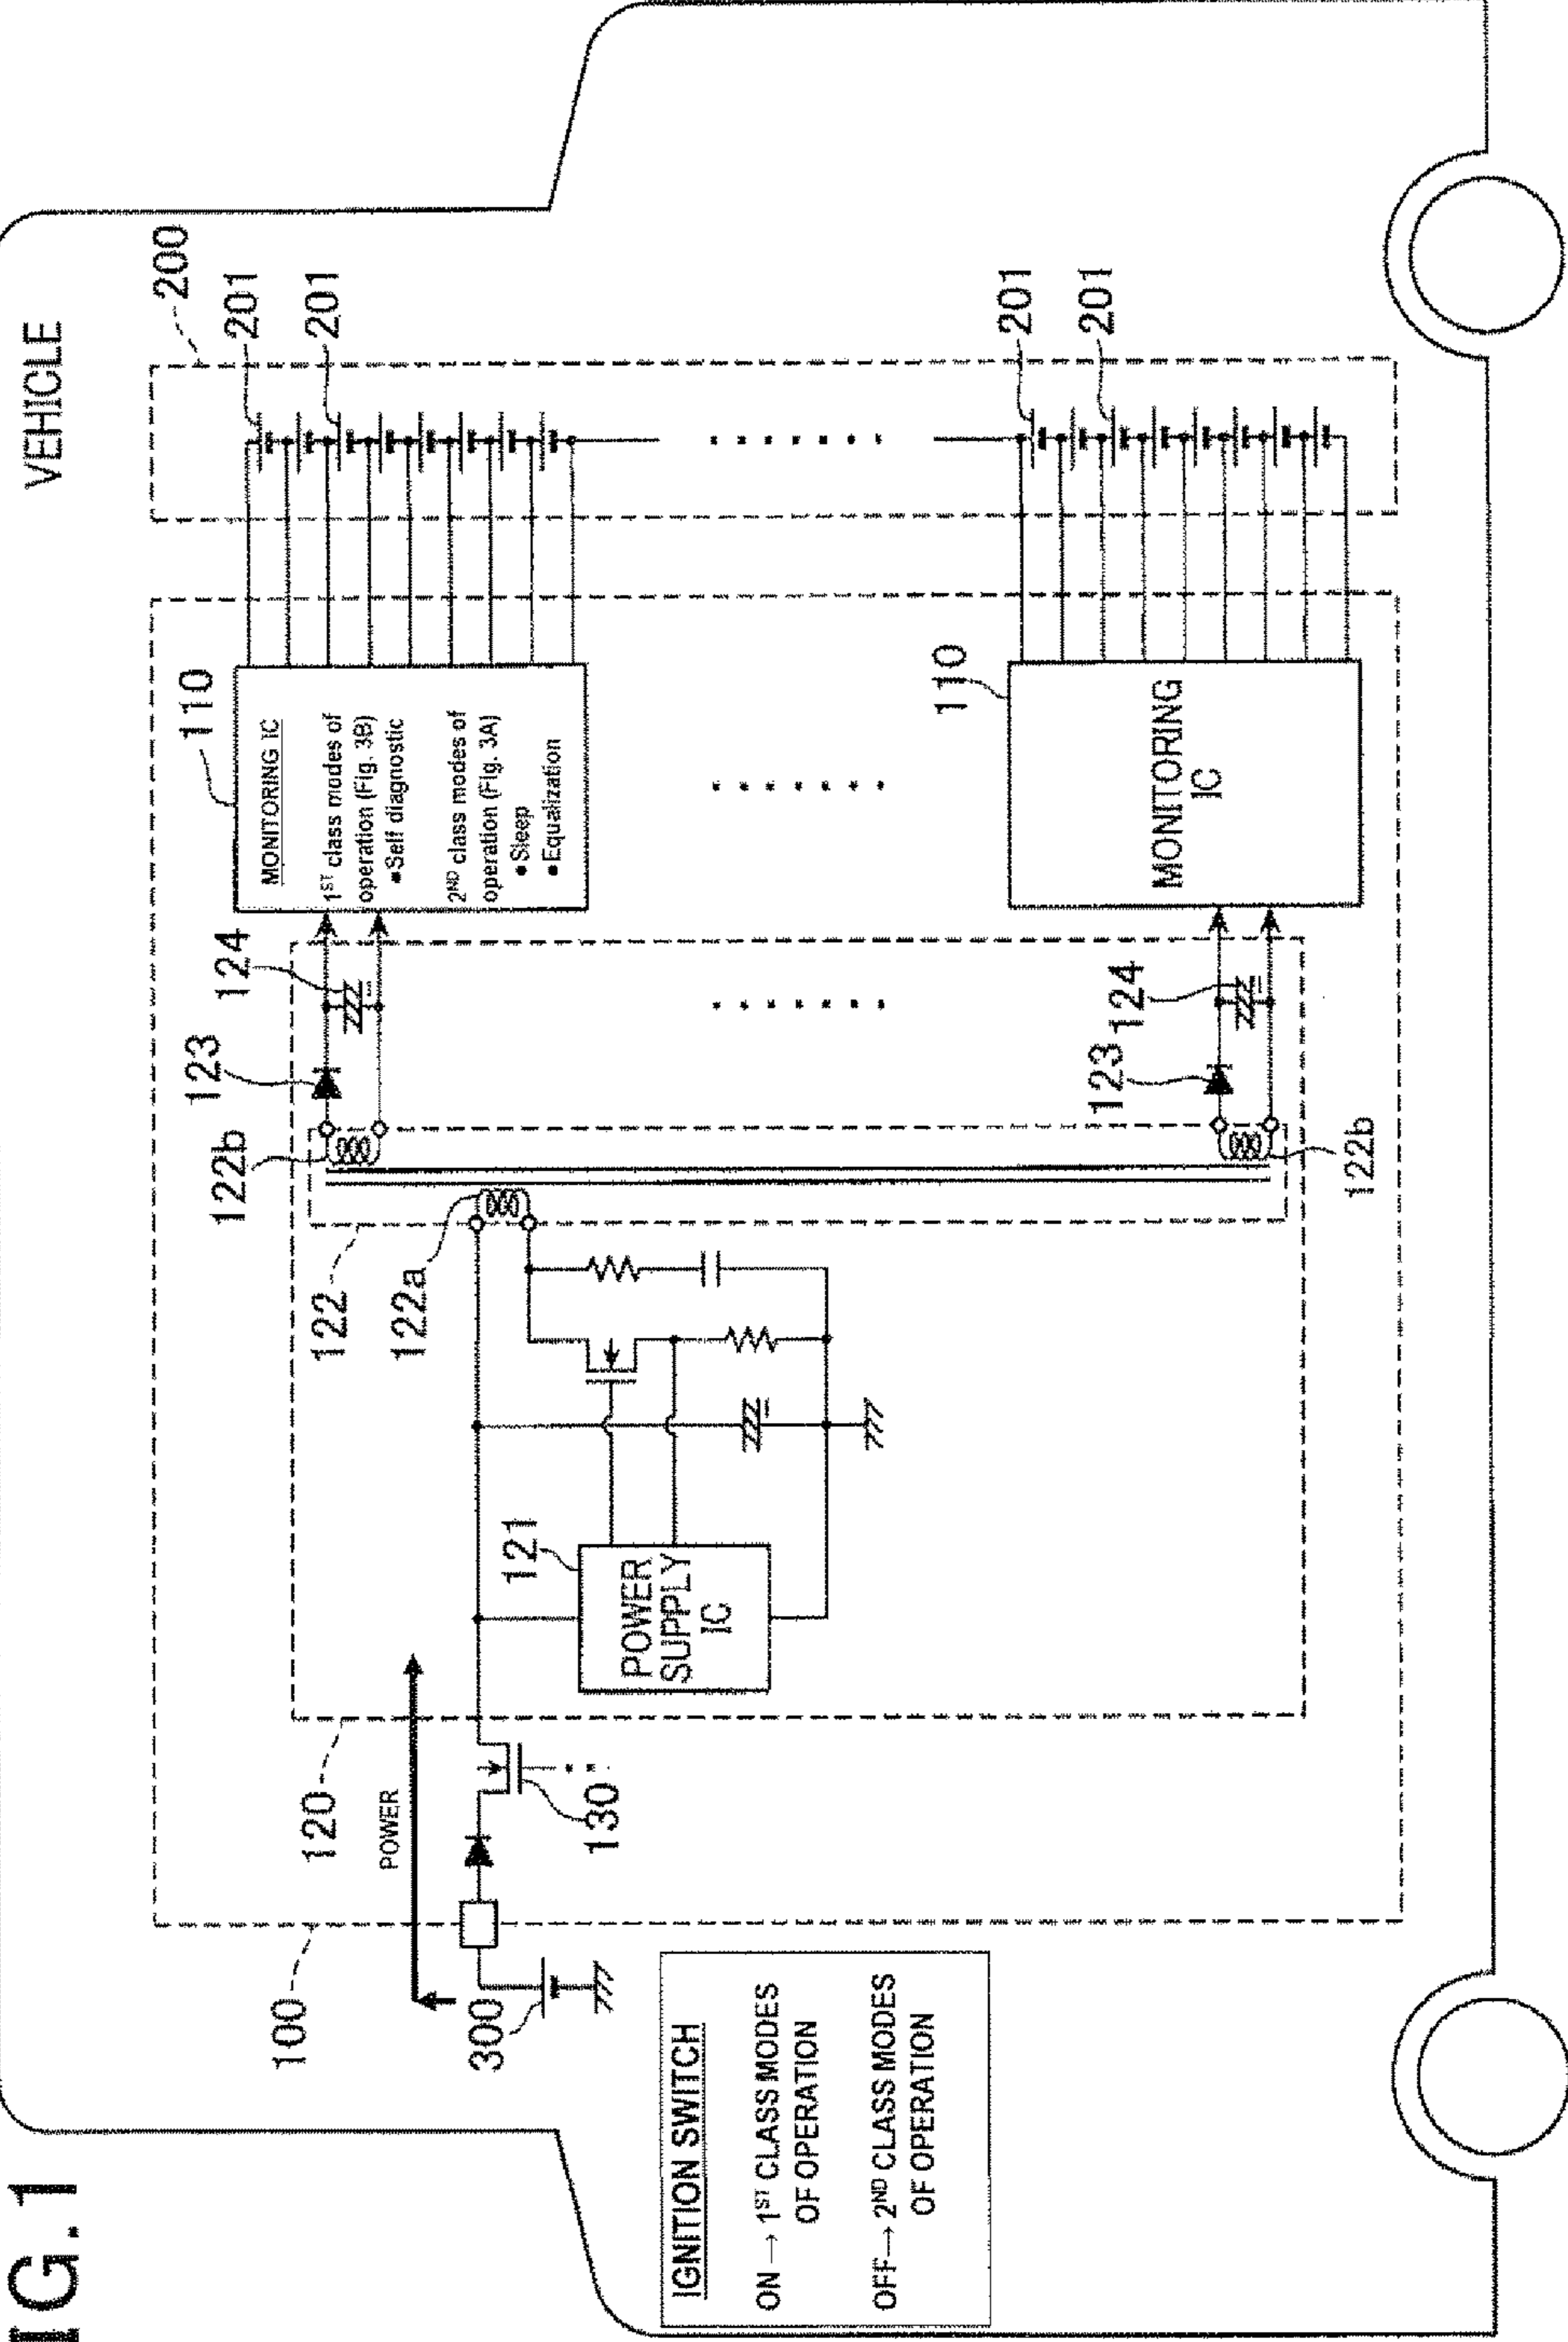 IG. 1
VEHICLE
200
201
201
201
201
110
MONITORING IC
1ST class modes of
operation (Fig. 3B)
•Self diagnostic
2ND class modes of
operation (Fig. 3A)
•Sleep
•Equalization
110
MONITORING
IC
124
123
122b
124
123
122b
122
122a
121
POWER
SUPPLY
IC
120
POWER
130
100
300
IGNITION SWITCH
ON → 1ST CLASS MODES
OF OPERATION
OFF→ 2ND CLASS MODES
OF OPERATION